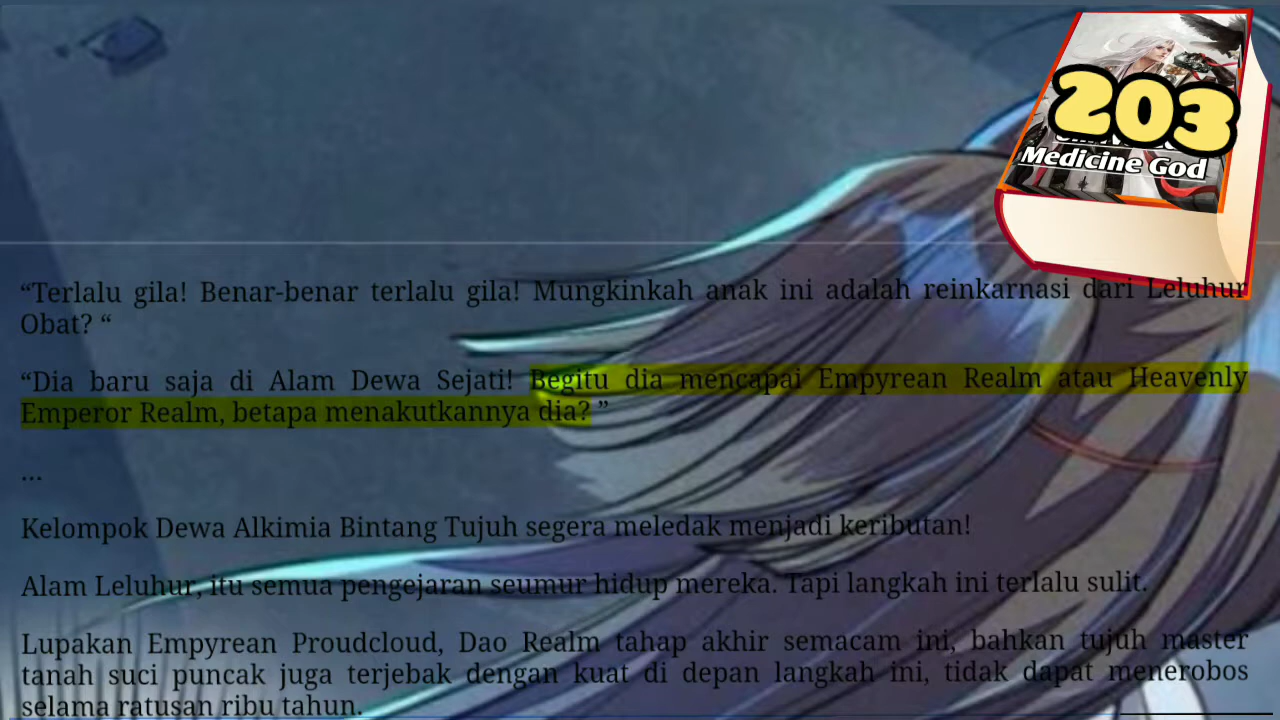 203
Medicine God
“Terlalu gila! Benar-benar terlalu gila! Mungkinkah anak ini adalah reinkarnasi dari Leluhur
Obat? “
“Dia baru saja di Alam Dewa Sejati! Begitu dia mencapai Empyrean Realm atau Heavenly
Emperor Realm, betapa menakutkannya dia? ”
...
Kelompok Dewa Alkimia Bintang Tujuh segera meledak menjadi keributan!
Alam Leluhur, itu semua pengejaran seumur hidup mereka. Tapi langkah ini terlalu sulit.
Lupakan Empyrean Proudcloud, Dao Realm tahap akhir semacam ini, bahkan tujuh master
tanah suci puncak juga terjebak dengan kuat di depan langkah ini, tidak dapat menerobos
selama ratusan ribu tahun.